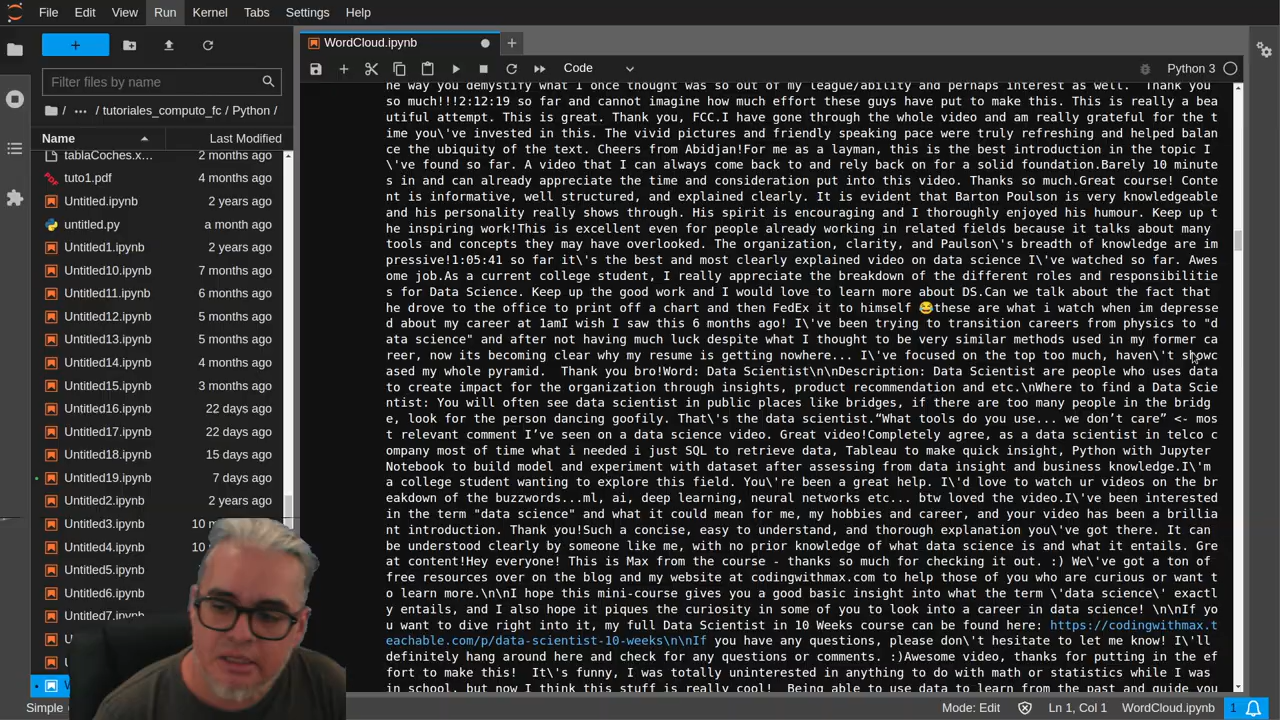 File Edit View Run Kernel Tabs Settings Help
WordCloud.ipynb
Filter files by name
Code
Python 3
/ ... / tutoriales_computo_fc / Python /
Name Last Modified
tablaCoches.x… 2 months ago
tuto1.pdf 4 months ago
Untitled.ipynb 2 years ago
untitled.py a month ago
Untitled1.ipynb 2 years ago
Untitled10.ipynb 7 months ago
Untitled11.ipynb 6 months ago
Untitled12.ipynb 5 months ago
Untitled13.ipynb 5 months ago
Untitled14.ipynb 4 months ago
Untitled15.ipynb 3 months ago
Untitled16.ipynb 22 days ago
Untitled17.ipynb 22 days ago
Untitled18.ipynb 15 days ago
Untitled19.ipynb 7 days ago
Untitled2.ipynb 2 years ago
Untitled3.ipynb 10
Untitled4.ipynb 10
Untitled5.ipynb
Untitled6.ipynb
Untitled7.ipynb
he way you demystify what I once thought was so out of my league/ability and perhaps interest as well.  Thank you
so much!!!2:12:19 so far and cannot imagine how much effort these guys have put to make this. This is really a bea
utiful attempt. This is great. Thank you, FCC.I have gone through the whole video and am really grateful for the t
ime you\'ve invested in this. The vivid pictures and friendly speaking pace were truly refreshing and helped balan
ce the ubiquity of the text. Cheers from Abidjan!For me as a layman, this is the best introduction in the topic I
\'ve found so far. A video that I can always come back to and rely back on for a solid foundation.Barely 10 minute
s in and can already appreciate the time and consideration put into this video. Thanks so much.Great course! Conte
nt is informative, well structured, and explained clearly. It is evident that Barton Poulson is very knowledgeable
and his personality really shows through. His spirit is encouraging and I thoroughly enjoyed his humour. Keep up t
he inspiring work!This is excellent even for people already working in related fields because it talks about many
tools and concepts they may have overlooked. The organization, clarity, and Paulson\'s breadth of knowledge are im
pressive!1:05:41 so far it\'s the best and most clearly explained video on data science I\'ve watched so far. Awes
ome job.As a current college student, I really appreciate the breakdown of the different roles and responsibilitie
s for Data Science. Keep up the good work and I would love to learn more about DS.Can we talk about the fact that
he drove to the office to print off a chart and then FedEx it to himself 😂these are what i watch when im depresse
d about my career at 1amI wish I saw this 6 months ago! I\'ve been trying to transition careers from physics to "d
ata science" and after not having much luck despite what I thought to be very similar methods used in my former ca
reer, now its becoming clear why my resume is getting nowhere... I\'ve focused on the top too much, haven\'t showc
ased my whole pyramid.  Thank you bro!Word: Data Scientist\n\nDescription: Data Scientist are people who uses data
to create impact for the organization through insights, product recommendation and etc.\nWhere to find a Data Scie
ntist: You will often see data scientist in public places like bridges, if there are too many people in the bridg
e, look for the person dancing goofily. That\'s the data scientist.“What tools do you use... we don’t care” <- mos
t relevant comment I’ve seen on a data science video. Great video!Completely agree, as a data scientist in telco c
ompany most of time what i needed i just SQL to retrieve data, Tableau to make quick insight, Python with Jupyter
Notebook to build model and experiment with dataset after assessing from data insight and business knowledge.I\'m
a college student wanting to explore this field. You\'re been a great help. I\'d love to watch ur videos on the br
eakdown of the buzzwords...ml, ai, deep learning, neural networks etc... btw loved the video.I\'ve been interested
in the term "data science" and what it could mean for me, my hobbies and career, and your video has been a brillia
nt introduction. Thank you!Such a concise, easy to understand, and thorough explanation you\'ve got there. It can
be understood clearly by someone like me, with no prior knowledge of what data science is and what it entails. Gre
at content!Hey everyone! This is Max from the course - thanks so much for checking it out. :) We\'ve got a ton of
free resources over on the blog and my website at codingwithmax.com to help those of you who are curious or want t
o learn more.\n\nI hope this mini-course gives you a good basic insight into what the term \'data science\' exactl
y entails, and I also hope it piques the curiosity in some of you to look into a career in data science! \n\nIf yo
u want to dive right into it, my full Data Scientist in 10 Weeks course can be found here: https://codingwithmax.t
eachable.com/p/data-scientist-10-weeks\n\nIf you have any questions, please don\'t hesitate to let me know! I\'ll
definitely hang around here and check for any questions or comments. :)Awesome video, thanks for putting in the ef
fort to make this!  It\'s funny, I was totally uninterested in anything to do with math or statistics while I was
in school, but now I think this stuff is really cool!  Being able to use data to learn from the past and guide you
Simple
Mode: Edit Ln 1, Col 1 WordCloud.ipynb 1